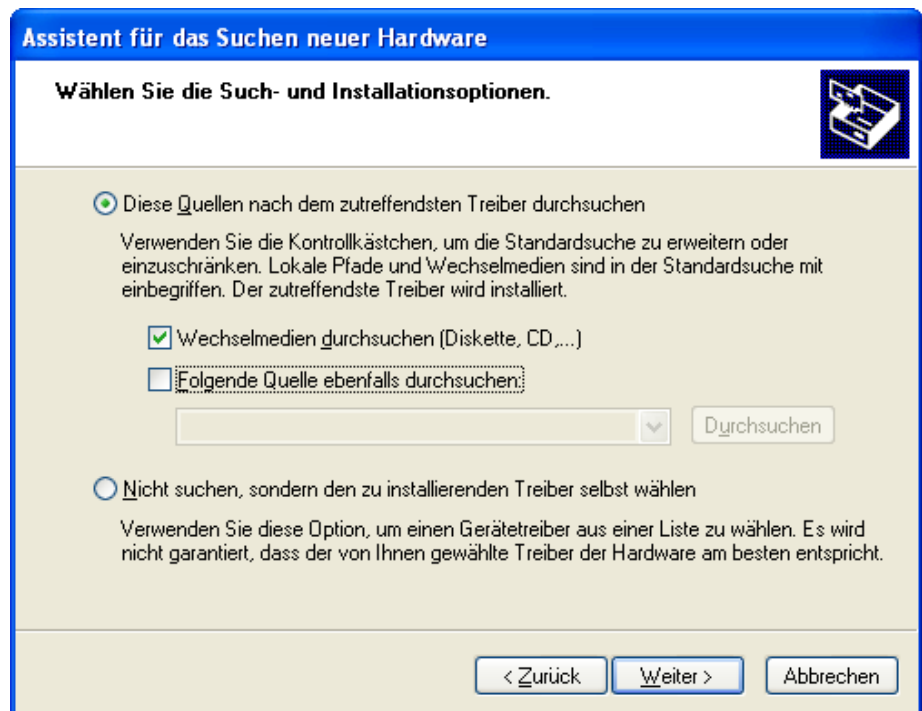 Assistent für das Suchen neuer Hardware
Wählen Sie die Such- und Installationsoptionen.
Diese Quellen nach dem zutreffendsten Treiber durchsuchen
Verwenden Sie die Kontrollkästchen, um die Standardsuche zu erweitern oder
einzuschränken. Lokale Pfade und Wechselmedien sind in der Standardsuche mit
einbegriffen. Der zutreffendste Treiber wird installiert.
Wechselmedien durchsuchen (Diskette, CD,...)
Folgende Quelle ebenfalls durchsuchen:
Durchsuchen
Nicht suchen, sondern den zu installierenden Treiber selbst wählen
Verwenden Sie diese Option, um einen Gerätetreiber aus einer Liste zu wählen. Es wird
nicht garantiert, dass der von Ihnen gewählte Treiber der Hardware am besten entspricht.
< Zurück Weiter > Abbrechen